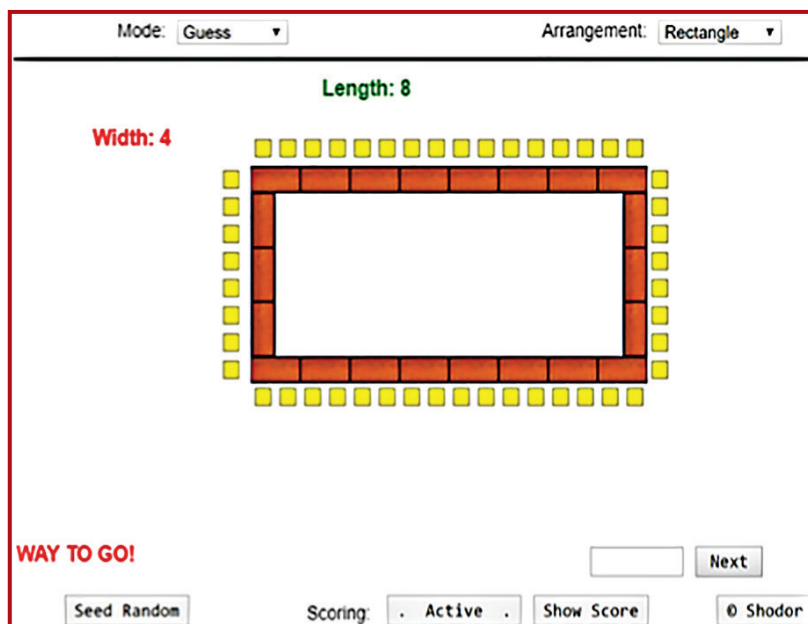 Mode: Guess Arrangement: Rectangle
Length: 8
Width: 4
WAY TO GO!
Next
Seed Random Scoring: . Active . Show Score © Shodor